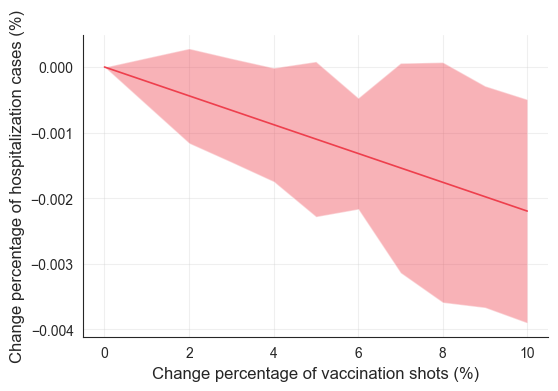 Change percentage of hospitalization cases (%)
0.000
−0.001
−0.002
−0.003
−0.004
0 2 4 6 8 10
Change percentage of vaccination shots (%)